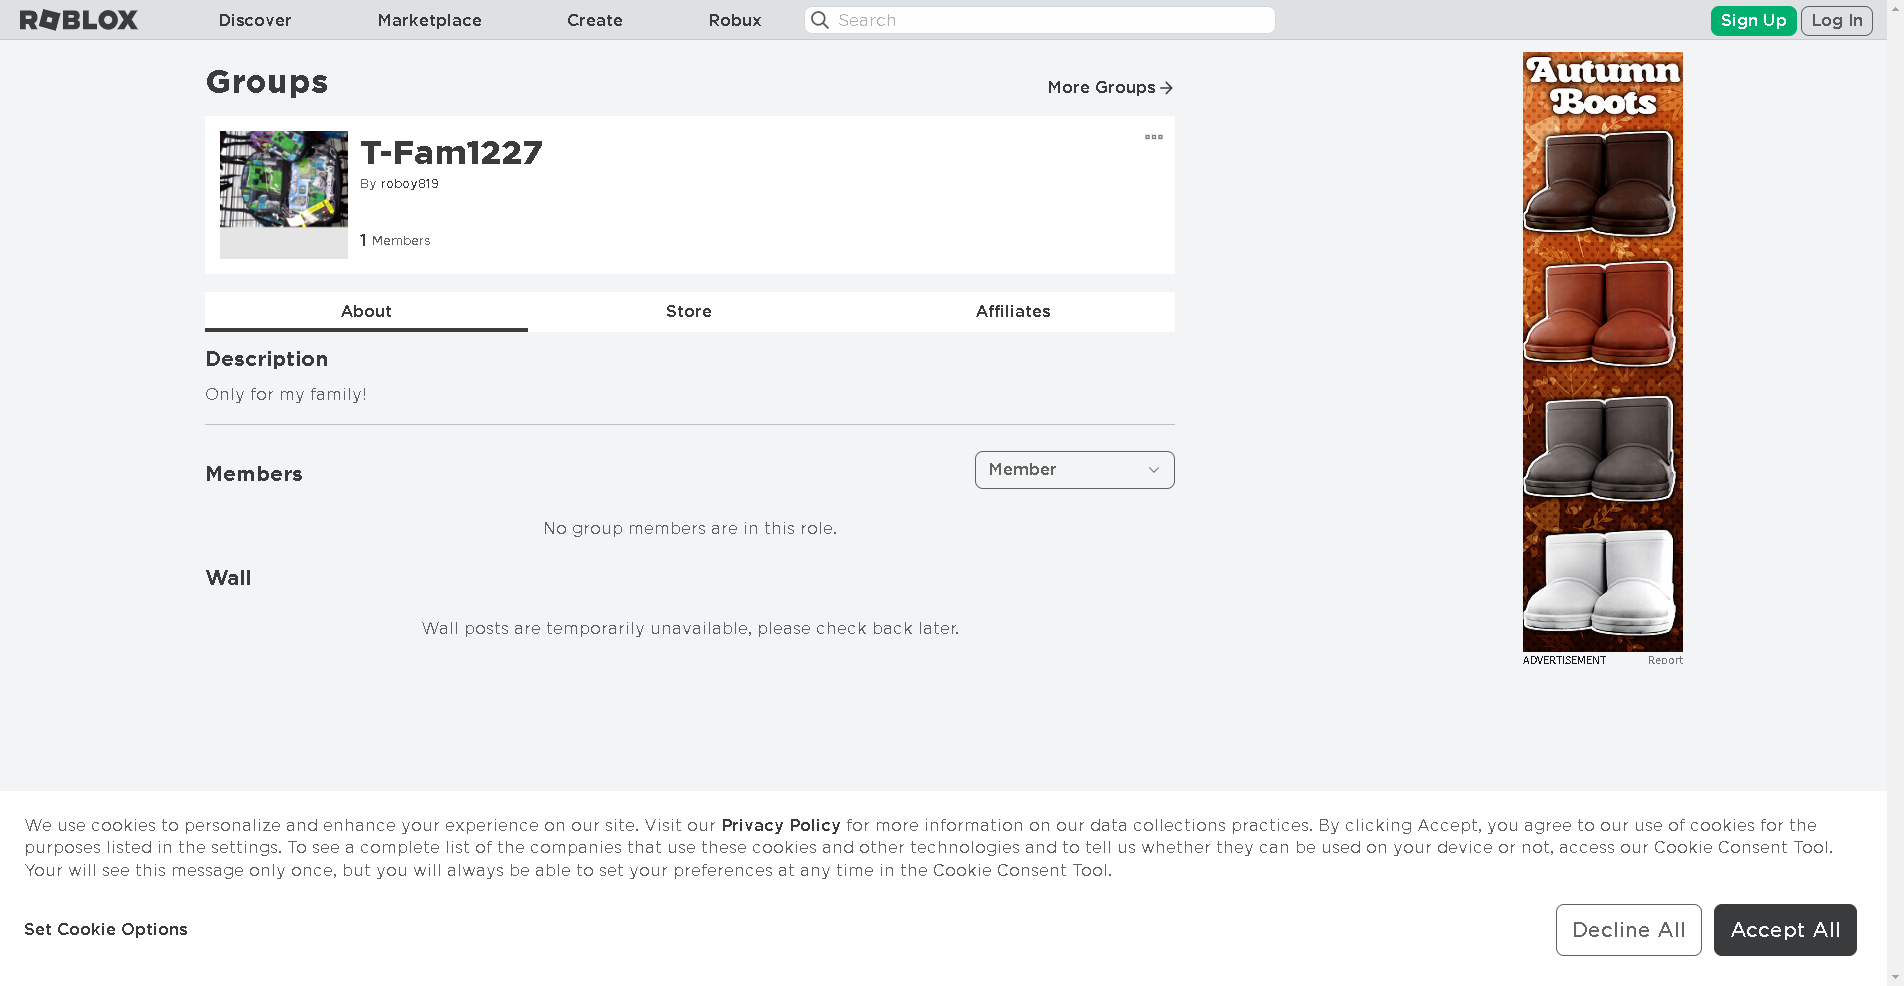 ROBLOX
Discover
Marketplace
Create
Robux
Search
Sign Up
Log In
Groups
More Groups
T-Fam1227
By roboy819
1 Members
About
Store
Affiliates
Description
Only for my family!
Members
Member
No group members are in this role.
Wall
Wall posts are temporarily unavailable, please check back later.
Autumn
Boots
ADVERTISEMENT
Report
We use cookies to personalize and enhance your experience on our site. Visit our Privacy Policy for more information on our data collections practices. By clicking Accept, you agree to our use of cookies for the
purposes listed in the settings. To see a complete list of the companies that use these cookies and other technologies and to tell us whether they can be used on your device or not, access our Cookie Consent Tool.
Your will see this message only once, but you will always be able to set your preferences at any time in the Cookie Consent Tool.
Set Cookie Options
Decline All
Accept All